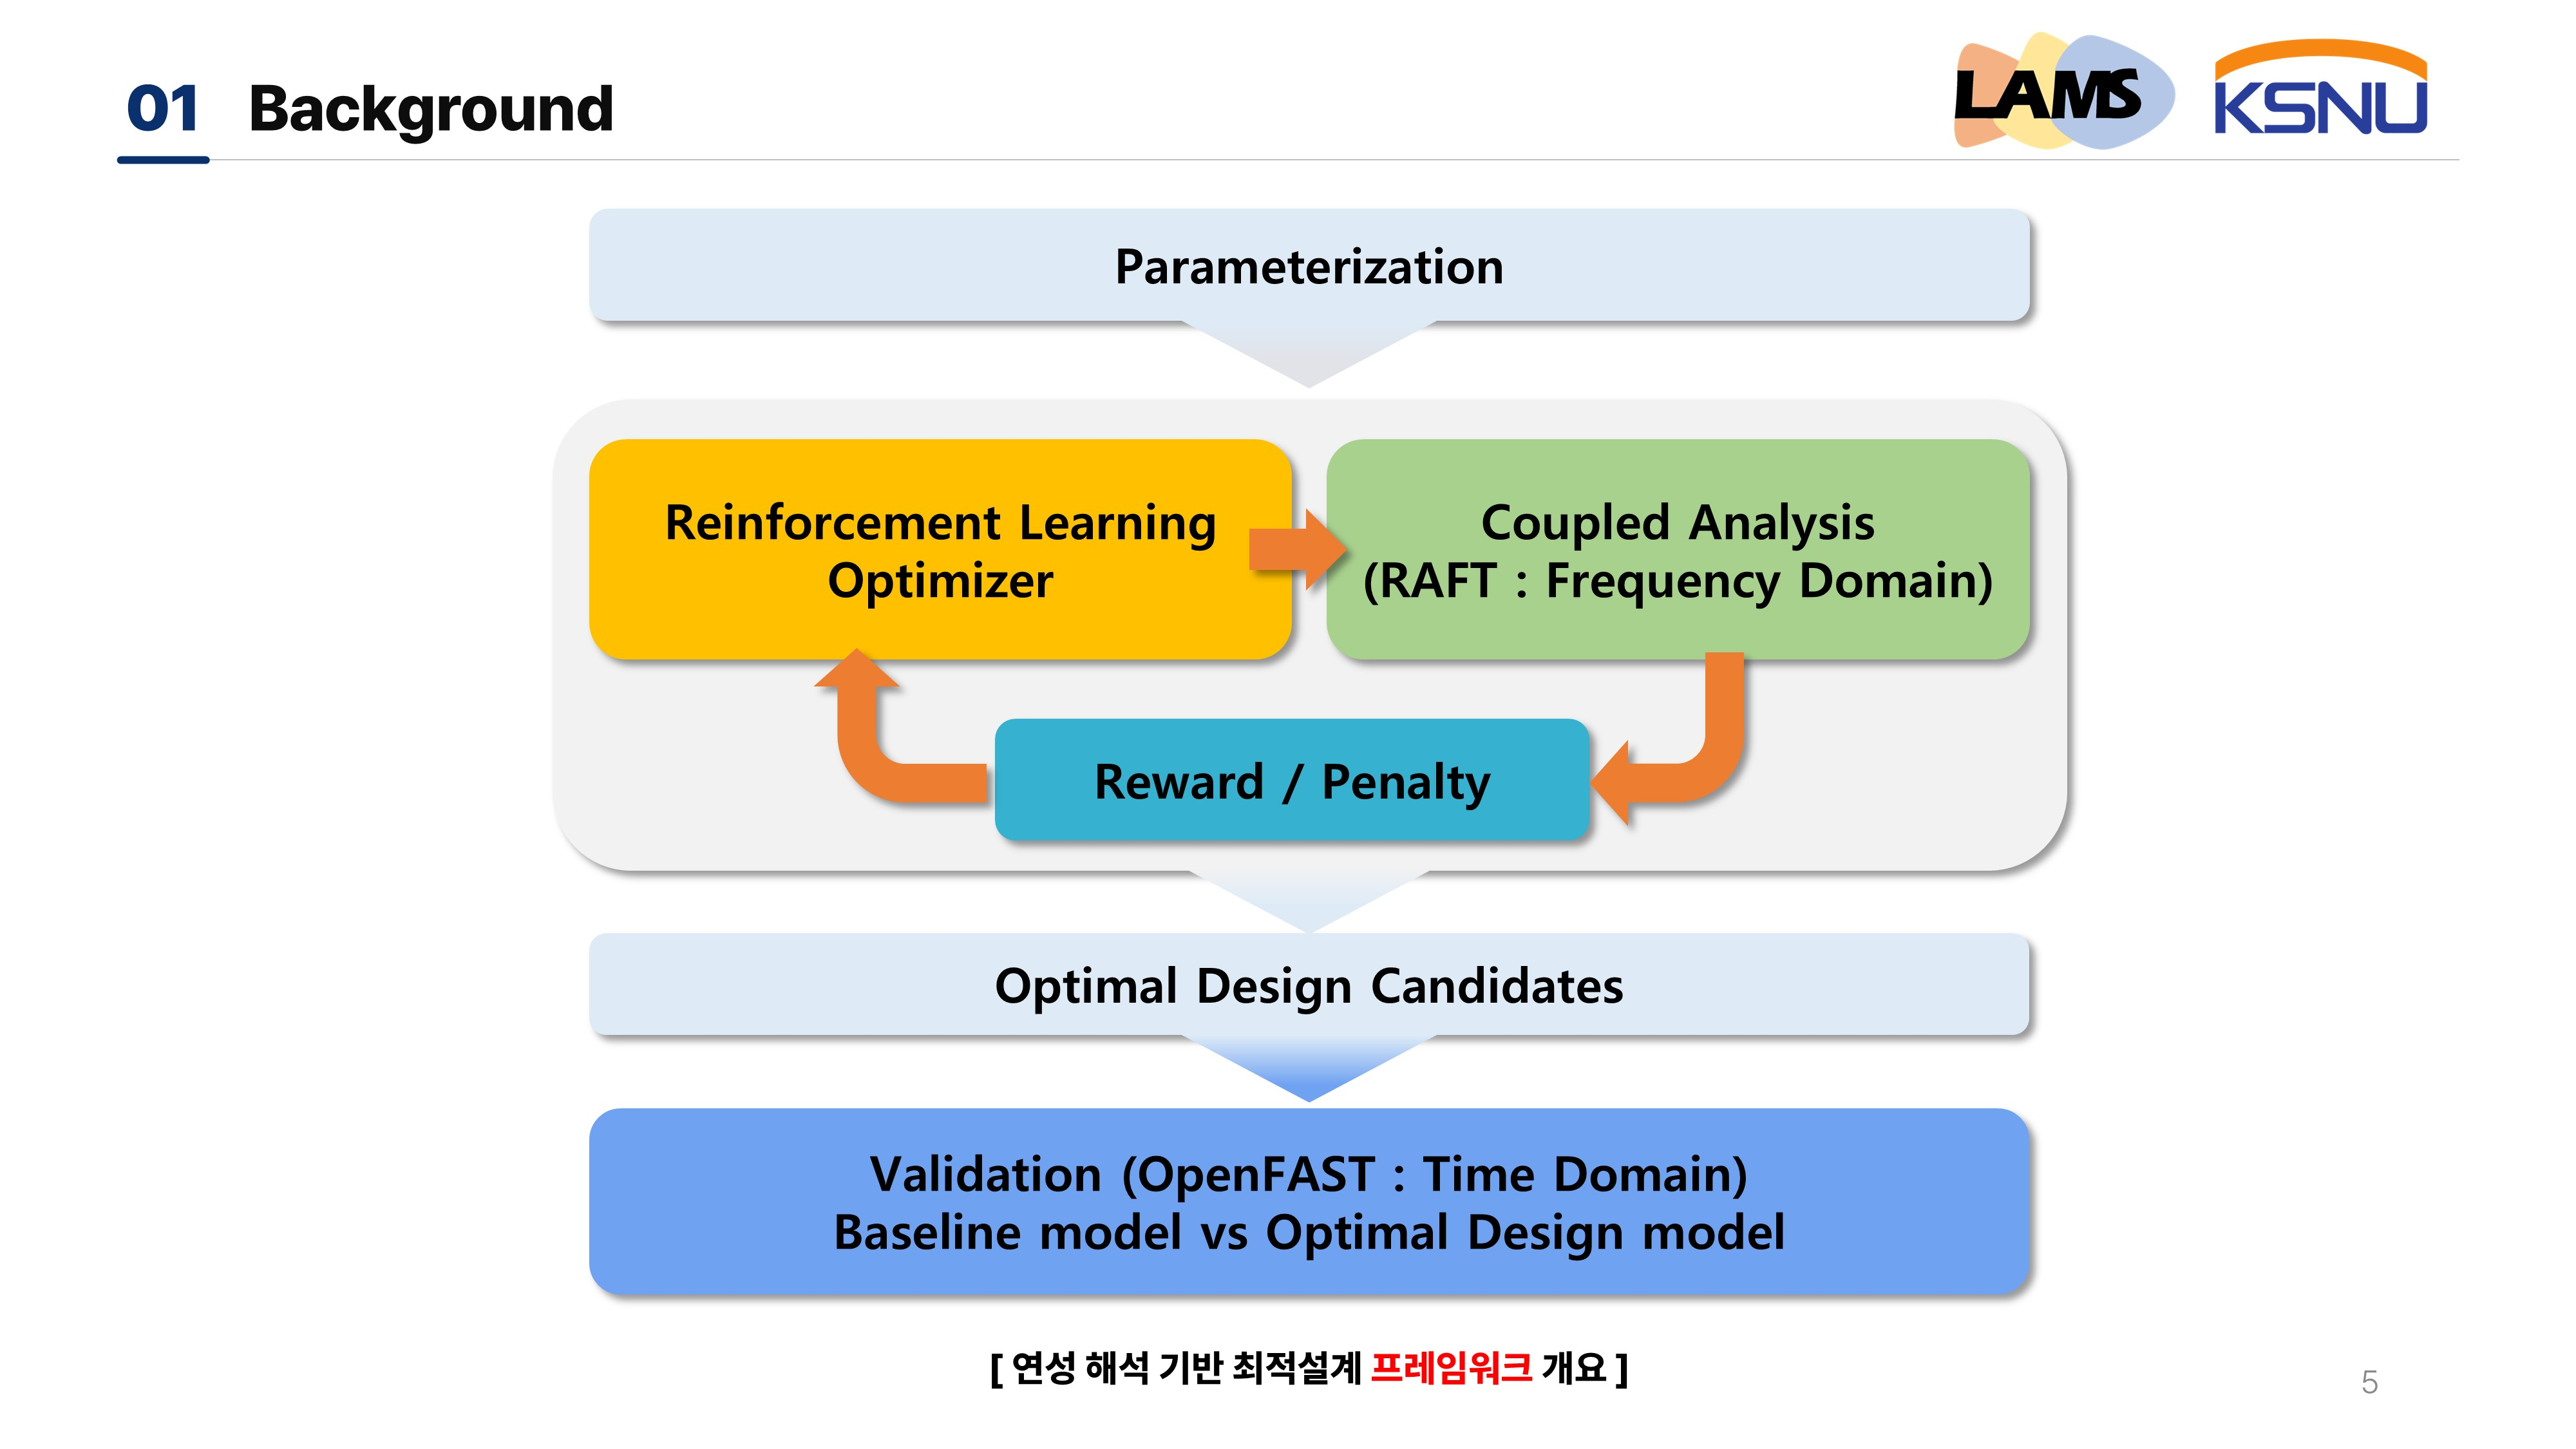 01 Background
LAMS
KSNU
Parameterization
Reinforcement Learning
Optimizer
Coupled Analysis
(RAFT : Frequency Domain)
Reward / Penalty
Optimal Design Candidates
Validation (OpenFAST : Time Domain)
Baseline model vs Optimal Design model
[ 연성 해석 기반 최적설계 프레임워크 개요 ]
5